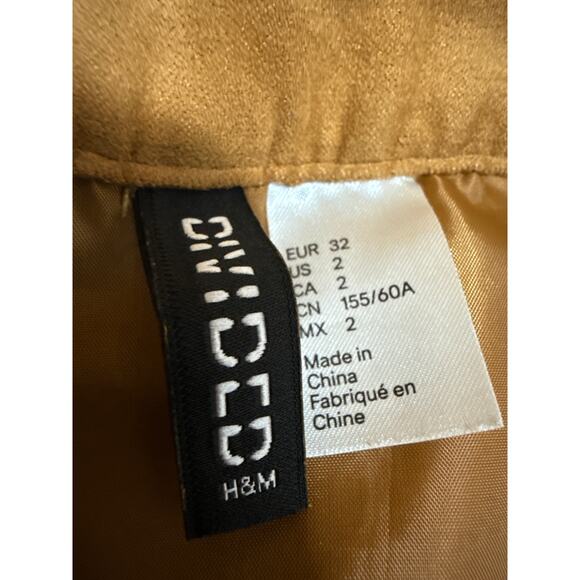 DIVIDED
H&M
EUR 32
US 2
CA 2
CN 155/60A
MX 2
Made in
China
Fabriqué en
Chine